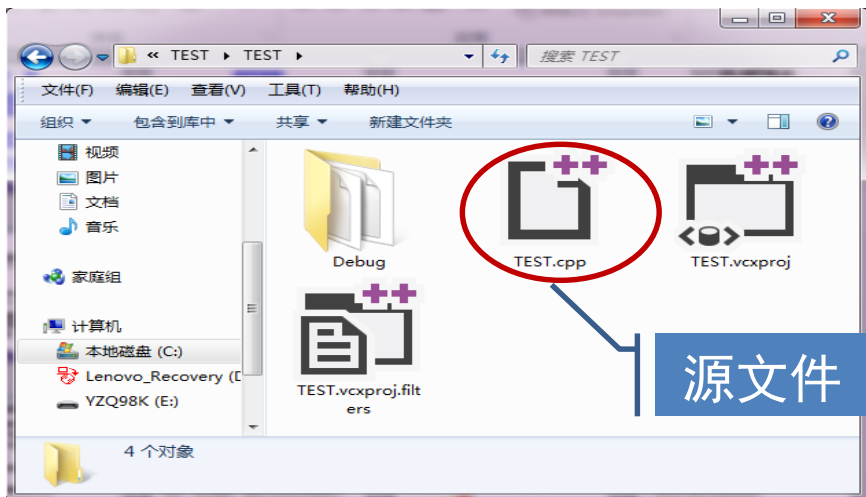 « TEST ▸ TEST ▸
搜索 TEST
文件(F) 编辑(E) 查看(V) 工具(T) 帮助(H)
组织 包含到库中 共享 新建文件夹
视频
图片
文档
音乐
家庭组
计算机
本地磁盘 (C:)
Lenovo_Recovery (D
YZQ98K (E:)
Debug
TEST.cpp
TEST.vcxproj
TEST.vcxproj.filt
ers
源文件
4 个对象